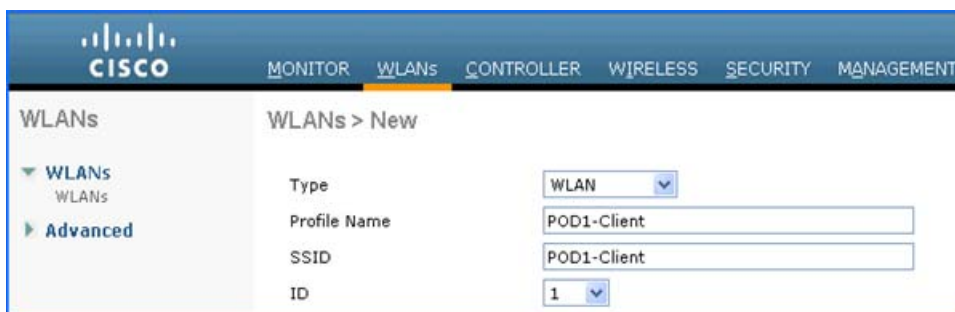 CISCO
MONITOR WLANs CONTROLLER WIRELESS SECURITY MANAGEMENT
WLANs
WLANs
WLANs
Advanced
WLANs > New
Type WLAN
Profile Name POD1-Client
SSID POD1-Client
ID 1